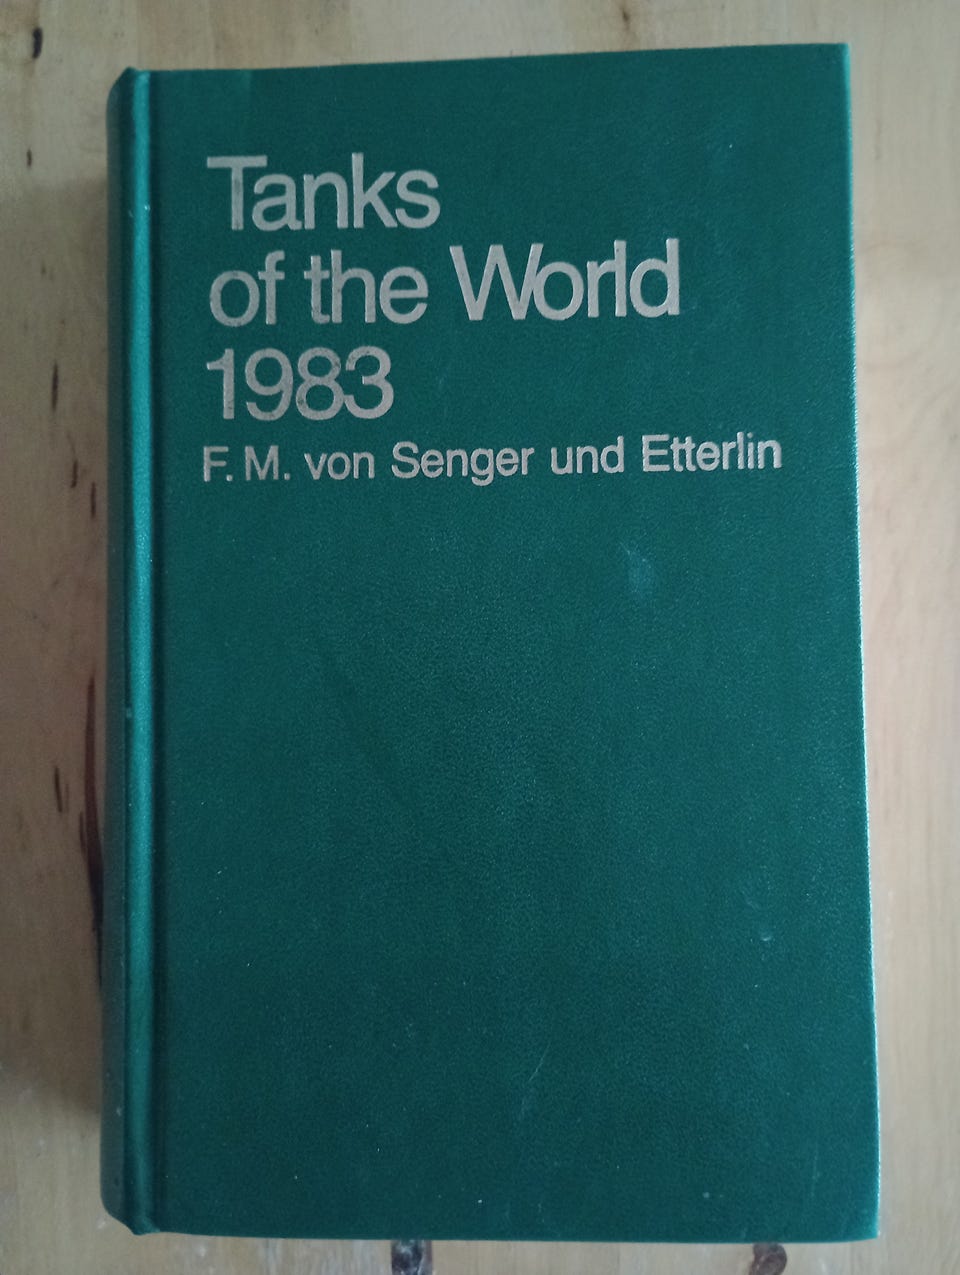 Tanks
of the World
1983
F. M. von Senger und Etterlin